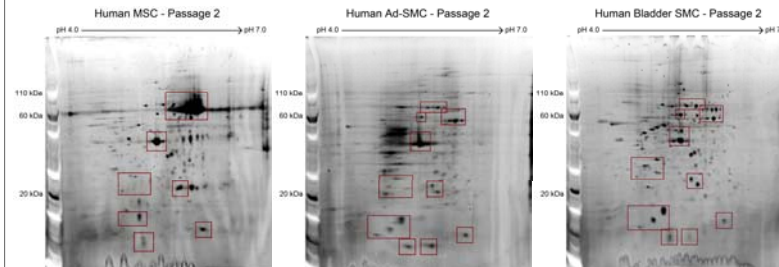 Human MSC - Passage 2
pH 4.0 pH 7.0
110 kDa
60 kDa
20 kDa
Human Ad-SMC - Passage 2
pH 4.0 pH 7.0
110 kDa
60 kDa
20 kDa
Human Bladder SMC - Passage 2
pH 4.0 pH 7
110 kDa
60 kDa
20 kDa